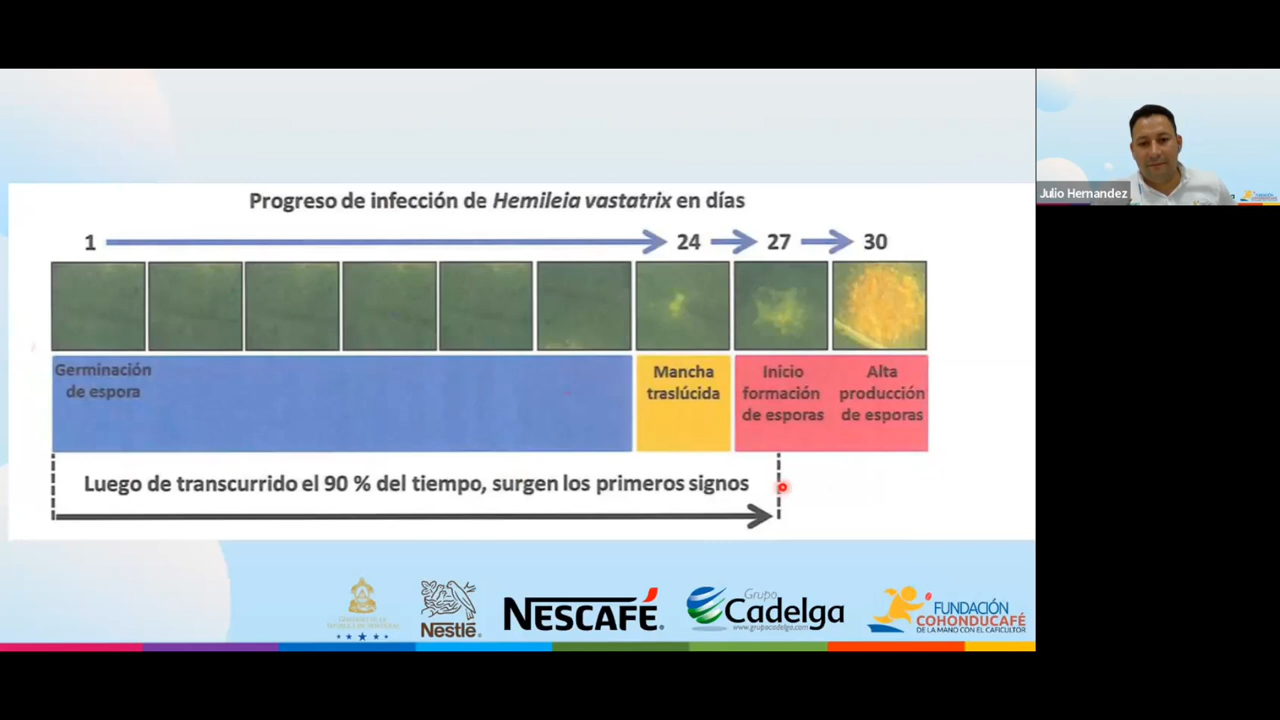 Progreso de infección de Hemileia vastatrix en días
1 24 27 30
Germinación
de espora
Mancha
traslúcida
Inicio
formación
de esporas
Alta
producción
de esporas
Luego de transcurrido el 90 % del tiempo, surgen los primeros signos
Nestlé
NESCAFÉ
Grupo
Cadelga
www.grupocadelga.com
FUNDACIÓN
COHONDUCAFÉ
DE LA MANO CON EL CAFICULTOR
Julio Hernandez